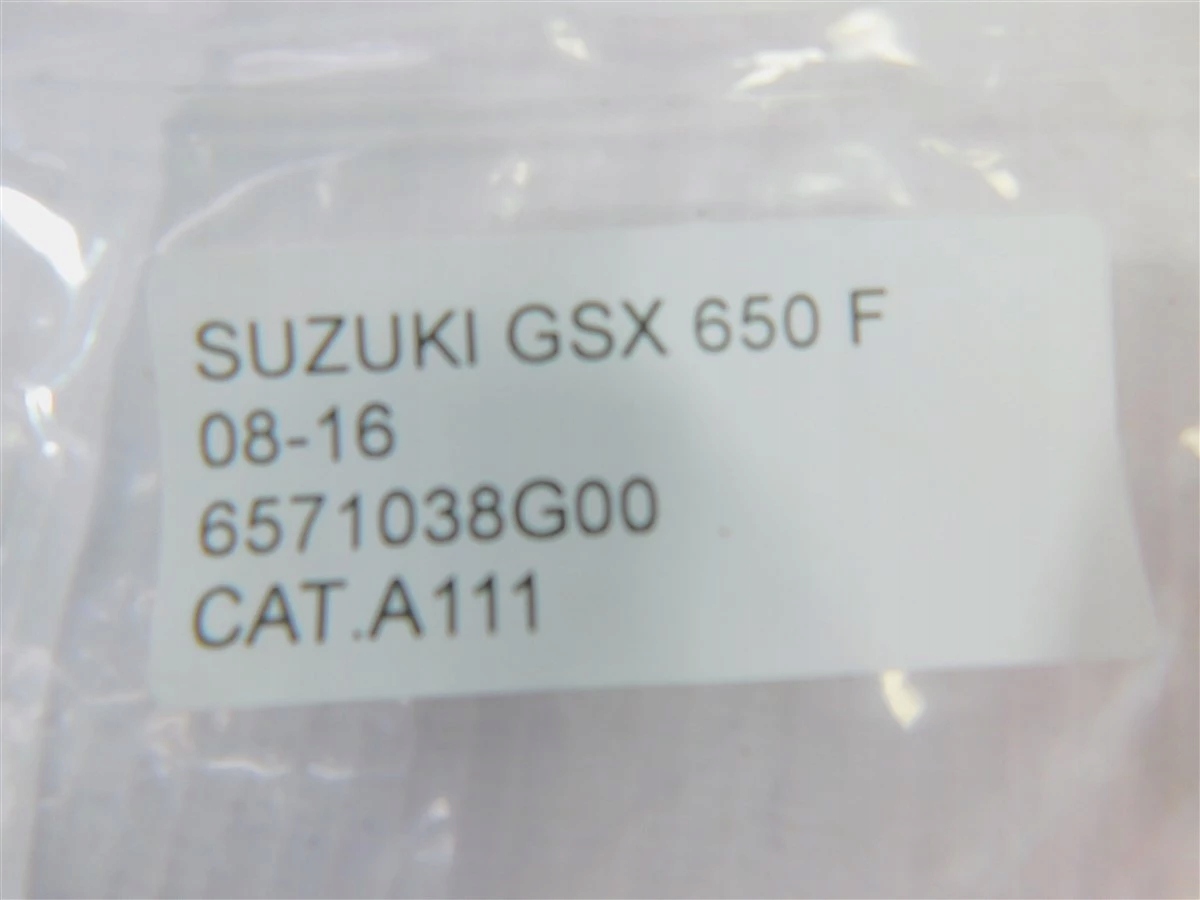 SUZUKI GSX 650 F
08-16
6571038G00
CAT.A111